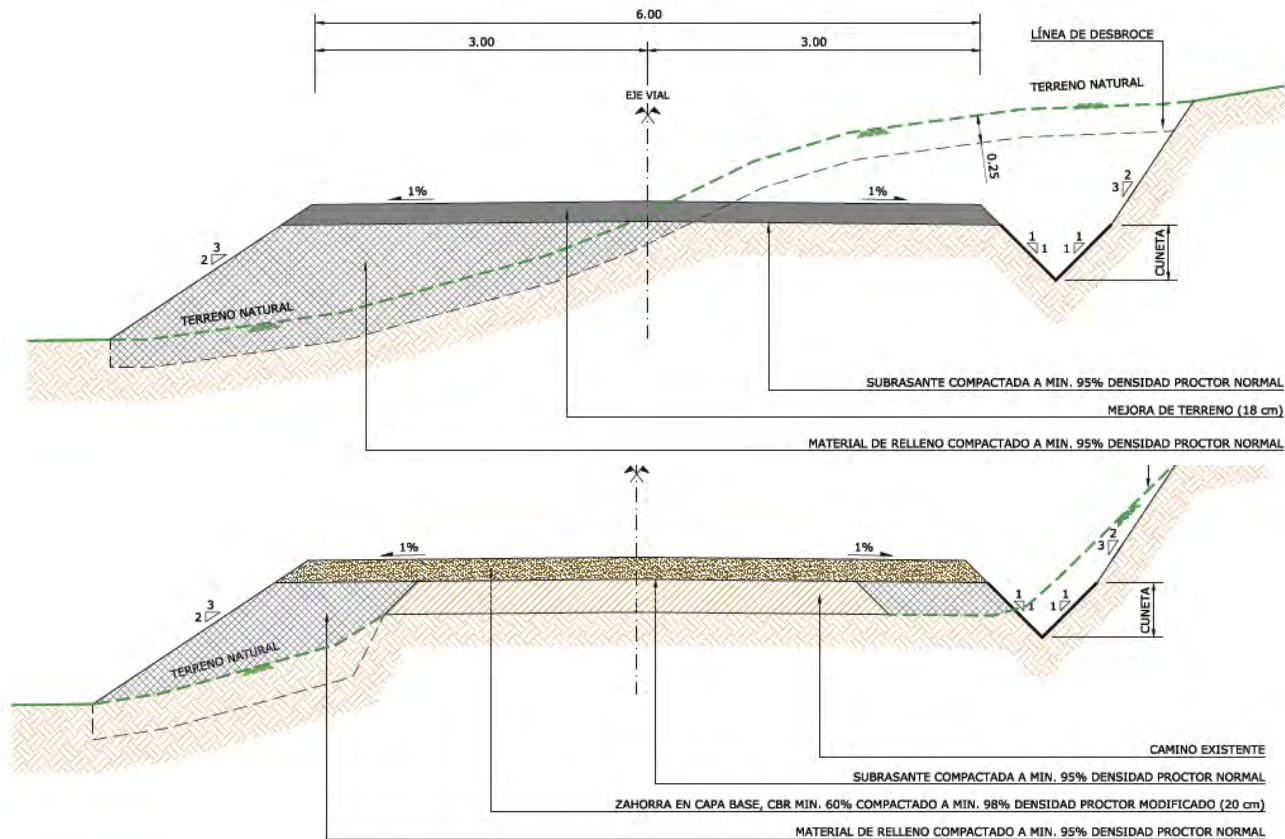 6.00
3.00 3.00
LÍNEA DE DESBROCE
TERRENO NATURAL
EJE VIAL
0.25
1% 1%
2
3
3
2
1
1
1
1
CUNETA
TERRENO NATURAL
SUBRASANTE COMPACTADA A MIN. 95% DENSIDAD PROCTOR NORMAL
MEJORA DE TERRENO (18 cm)
MATERIAL DE RELLENO COMPACTADO A MIN. 95% DENSIDAD PROCTOR NORMAL
1% 1%
2
3
3
2
1
1
1
1
CUNETA
TERRENO NATURAL
CAMINO EXISTENTE
SUBRASANTE COMPACTADA A MIN. 95% DENSIDAD PROCTOR NORMAL
ZAHORRA EN CAPA BASE, CBR MIN. 60% COMPACTADO A MIN. 98% DENSIDAD PROCTOR MODIFICADO (20 cm)
MATERIAL DE RELLENO COMPACTADO A MIN. 95% DENSIDAD PROCTOR NORMAL